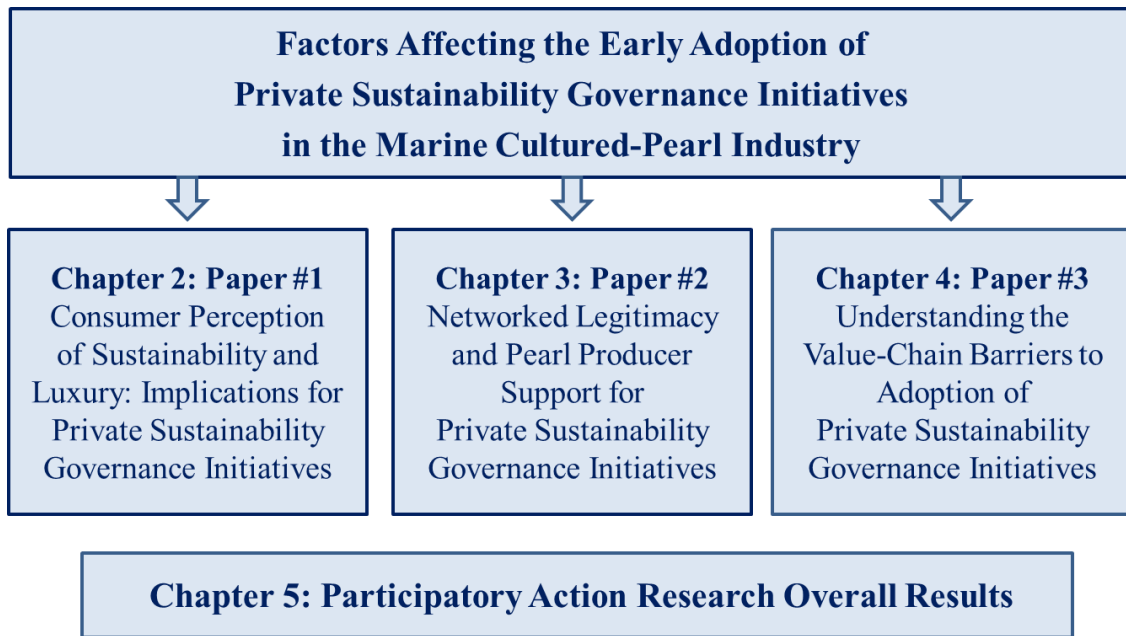 Factors Affecting the Early Adoption of
Private Sustainability Governance Initiatives
in the Marine Cultured-Pearl Industry
Chapter 2: Paper #1
Consumer Perception
of Sustainability and
Luxury: Implications for
Private Sustainability
Governance Initiatives
Chapter 3: Paper #2
Networked Legitimacy
and Pearl Producer
Support for
Private Sustainability
Governance Initiatives
Chapter 4: Paper #3
Understanding the
Value-Chain Barriers to
Adoption of
Private Sustainability
Governance Initiatives
Chapter 5: Participatory Action Research Overall Results